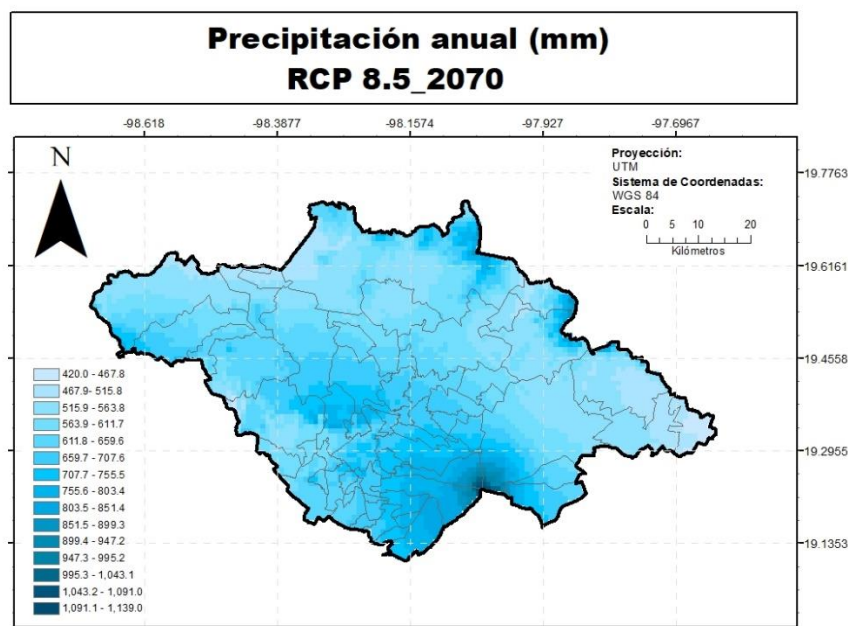 Precipitación anual (mm)
RCP 8.5_2070
-98.618 -98.3877 -98.1574 -97.927 -97.6967
N
Proyección:
UTM
Sistema de Coordenadas:
WGS 84
Escala:
0 5 10 20
Kilómetros
19.7763
19.6161
19.4558
19.2955
19.1353
420.0 - 467.8
467.9- 515.8
515.9 - 563.8
563.9 - 611.7
611.8 - 659.6
659.7 - 707.6
707.7 - 755.5
755.6 - 803.4
803.5 - 851.4
851.5 - 899.3
899.4 - 947.2
947.3 - 995.2
995.3 - 1,043.1
1,043.2 - 1,091.0
1,091.1 - 1,139.0